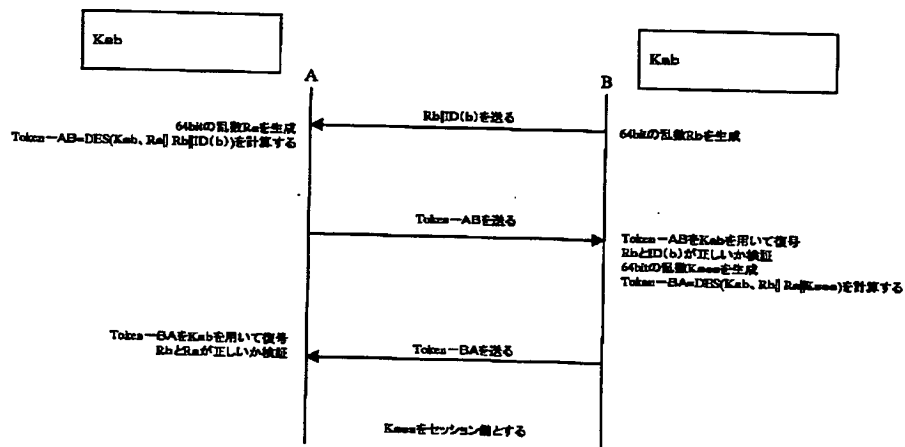 Kab
Kab
A
B
Rb||ID(b)を送る
64bitの乱数Raを生成
Token-AB=DES(Kab、Ra||Rb||ID(b))を計算する
64bitの乱数Rbを生成
Token-ABを送る
Token-ABをKabを用いて復号
RbとID(b)が正しいか検証
64bitの乱数Ksesを生成
Token-BA=DES(Kab、Rb||Ra||Kses)を計算する
Token-BAをKabを用いて復号
RbとRaが正しいか検証
Token-BAを送る
Ksesをセッション鍵とする